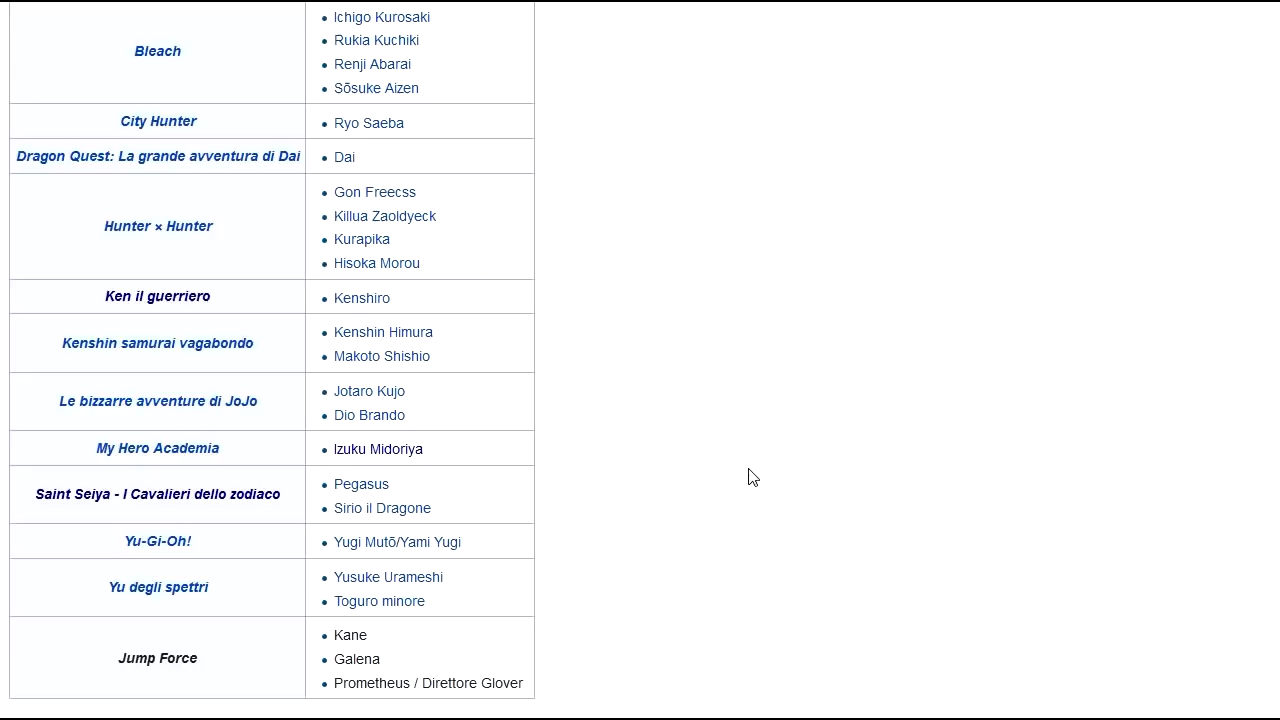 Bleach
Ichigo Kurosaki
Rukia Kuchiki
Renji Abarai
Sōsuke Aizen
City Hunter
Ryo Saeba
Dragon Quest: La grande avventura di Dai
Dai
Hunter × Hunter
Gon Freecss
Killua Zaoldyeck
Kurapika
Hisoka Morou
Ken il guerriero
Kenshiro
Kenshin samurai vagabondo
Kenshin Himura
Makoto Shishio
Le bizzarre avventure di JoJo
Jotaro Kujo
Dio Brando
My Hero Academia
Izuku Midoriya
Saint Seiya - I Cavalieri dello zodiaco
Pegasus
Sirio il Dragone
Yu-Gi-Oh!
Yugi Mutō/Yami Yugi
Yu degli spettri
Yusuke Urameshi
Toguro minore
Jump Force
Kane
Galena
Prometheus / Direttore Glover